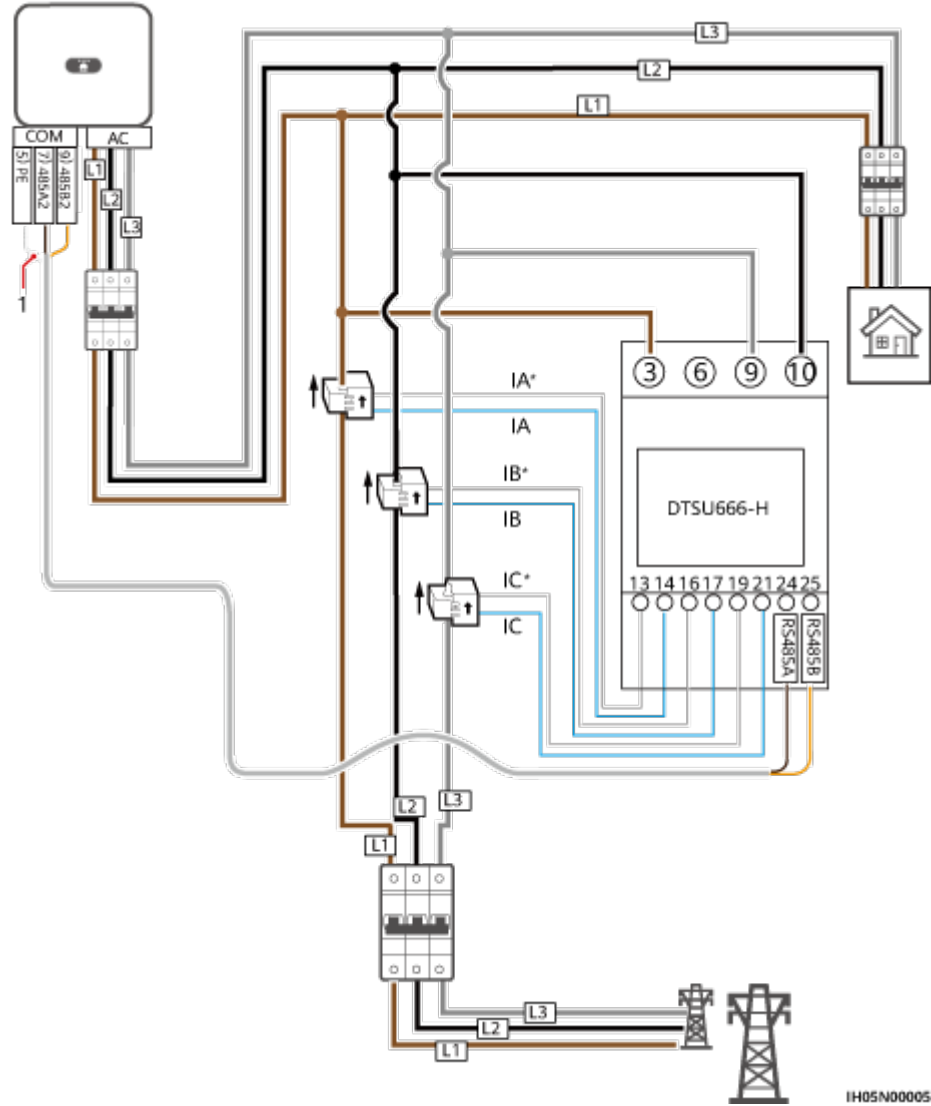 L3
L2
L1
COM
AC
5) PE
7) 485A2
9) 485B2
L1
L2
L3
1
3
6
9
10
IA*
IA
IB*
IB
IC*
IC
DTSU666-H
13 14 16 17 19 21 24 25
RS485A
RS485B
L3
L2
L1
L3
L2
L1
IH05N00005